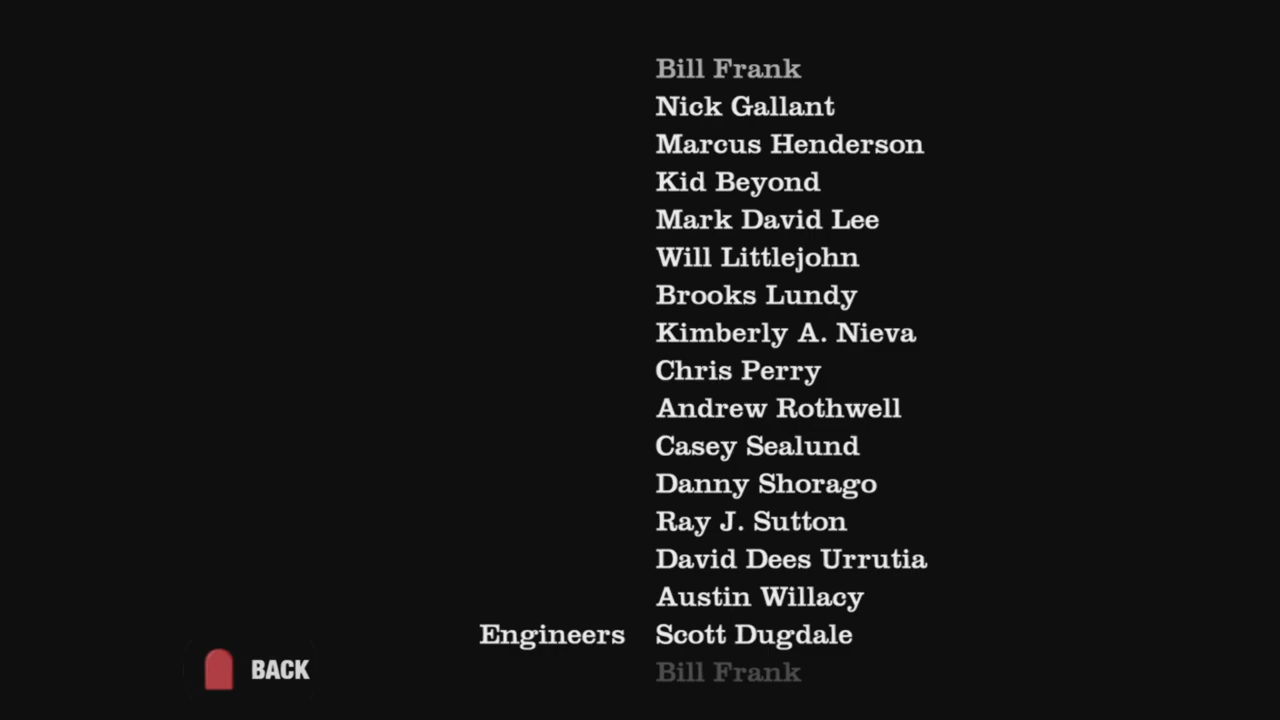 Bill Frank
Nick Gallant
Marcus Henderson
Kid Beyond
Mark David Lee
Will Littlejohn
Brooks Lundy
Kimberly A. Nieva
Chris Perry
Andrew Rothwell
Casey Sealund
Danny Shorago
Ray J. Sutton
David Dees Urrutia
Austin Willacy
Engineers Scott Dugdale
Bill Frank
BACK